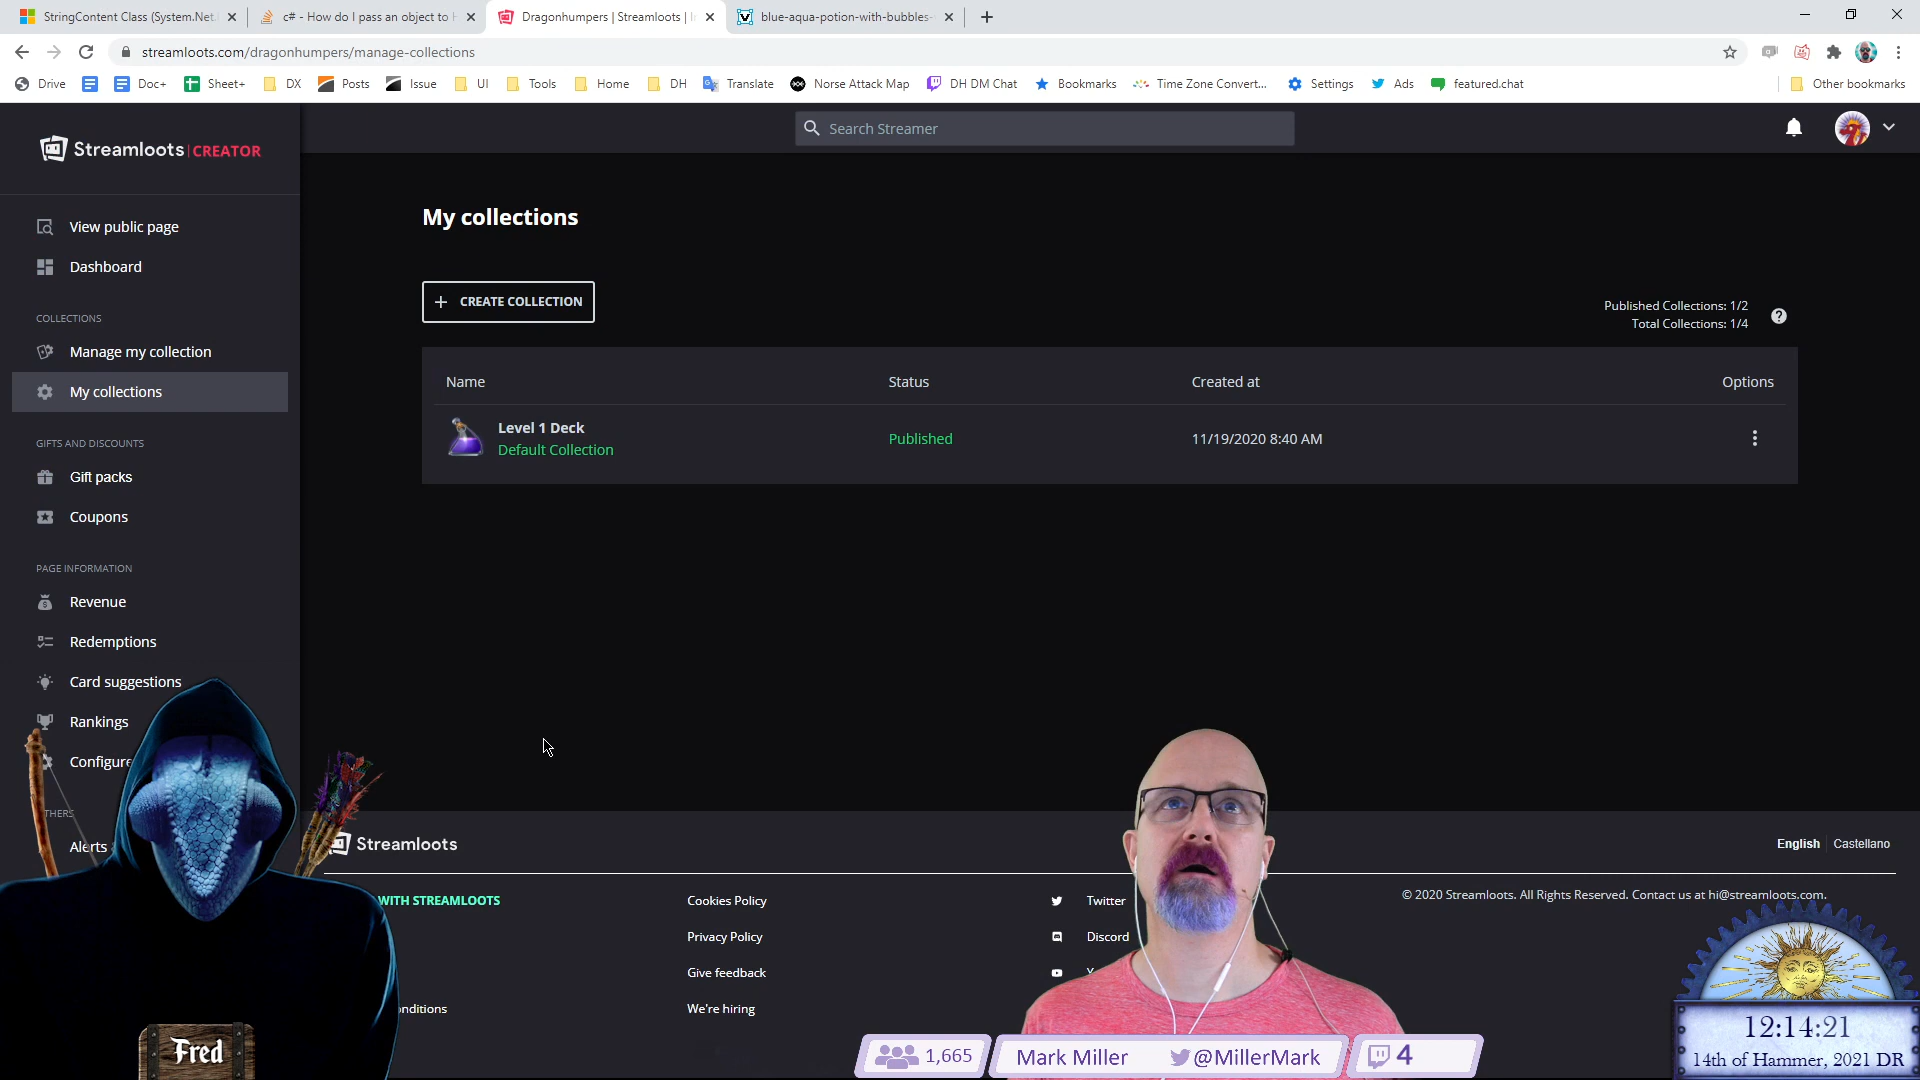 StringContent Class (System.Net.
c# - How do I pass an object to H
Dragonhumpers | Streamloots | I
blue-aqua-potion-with-bubbles-
streamloots.com/dragonhumpers/manage-collections
Drive
Doc+
Sheet+
DX
Posts
Issue
UI
Tools
Home
DH
Translate
Norse Attack Map
DH DM Chat
Bookmarks
Time Zone Convert...
Settings
Ads
featured.chat
Other bookmarks
Streamloots | CREATOR
Search Streamer
View public page
Dashboard
COLLECTIONS
Manage my collection
My collections
GIFTS AND DISCOUNTS
Gift packs
Coupons
PAGE INFORMATION
Revenue
Redemptions
Card suggestions
Rankings
Configure
THERS
Alerts
My collections
+ CREATE COLLECTION
Published Collections: 1/2
Total Collections: 1/4
Name
Status
Created at
Options
Level 1 Deck
Default Collection
Published
11/19/2020 8:40 AM
Streamloots
English
Castellano
WITH STREAMLOOTS
onditions
Cookies Policy
Privacy Policy
Give feedback
We're hiring
Twitter
Discord
Y
© 2020 Streamloots. All Rights Reserved. Contact us at hi@streamloots.com.
Fred
1,665
Mark Miller
@MillerMark
4
12:14:21
14th of Hammer, 2021 DR